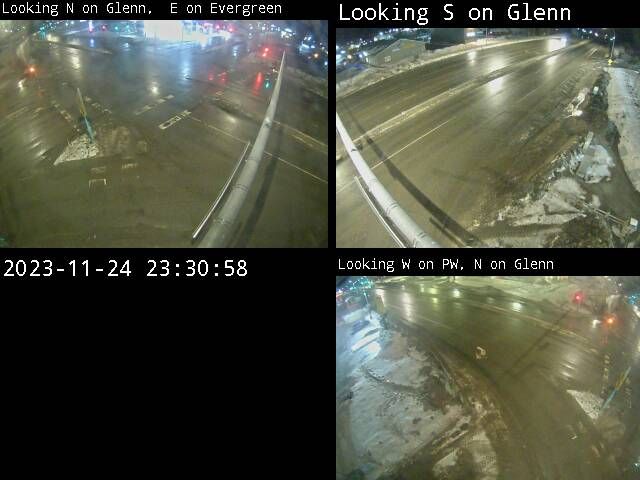 Looking N on Glenn, E on Evergreen
Looking S on Glenn
2023-11-24 23:30:58
Looking W on PW, N on Glenn